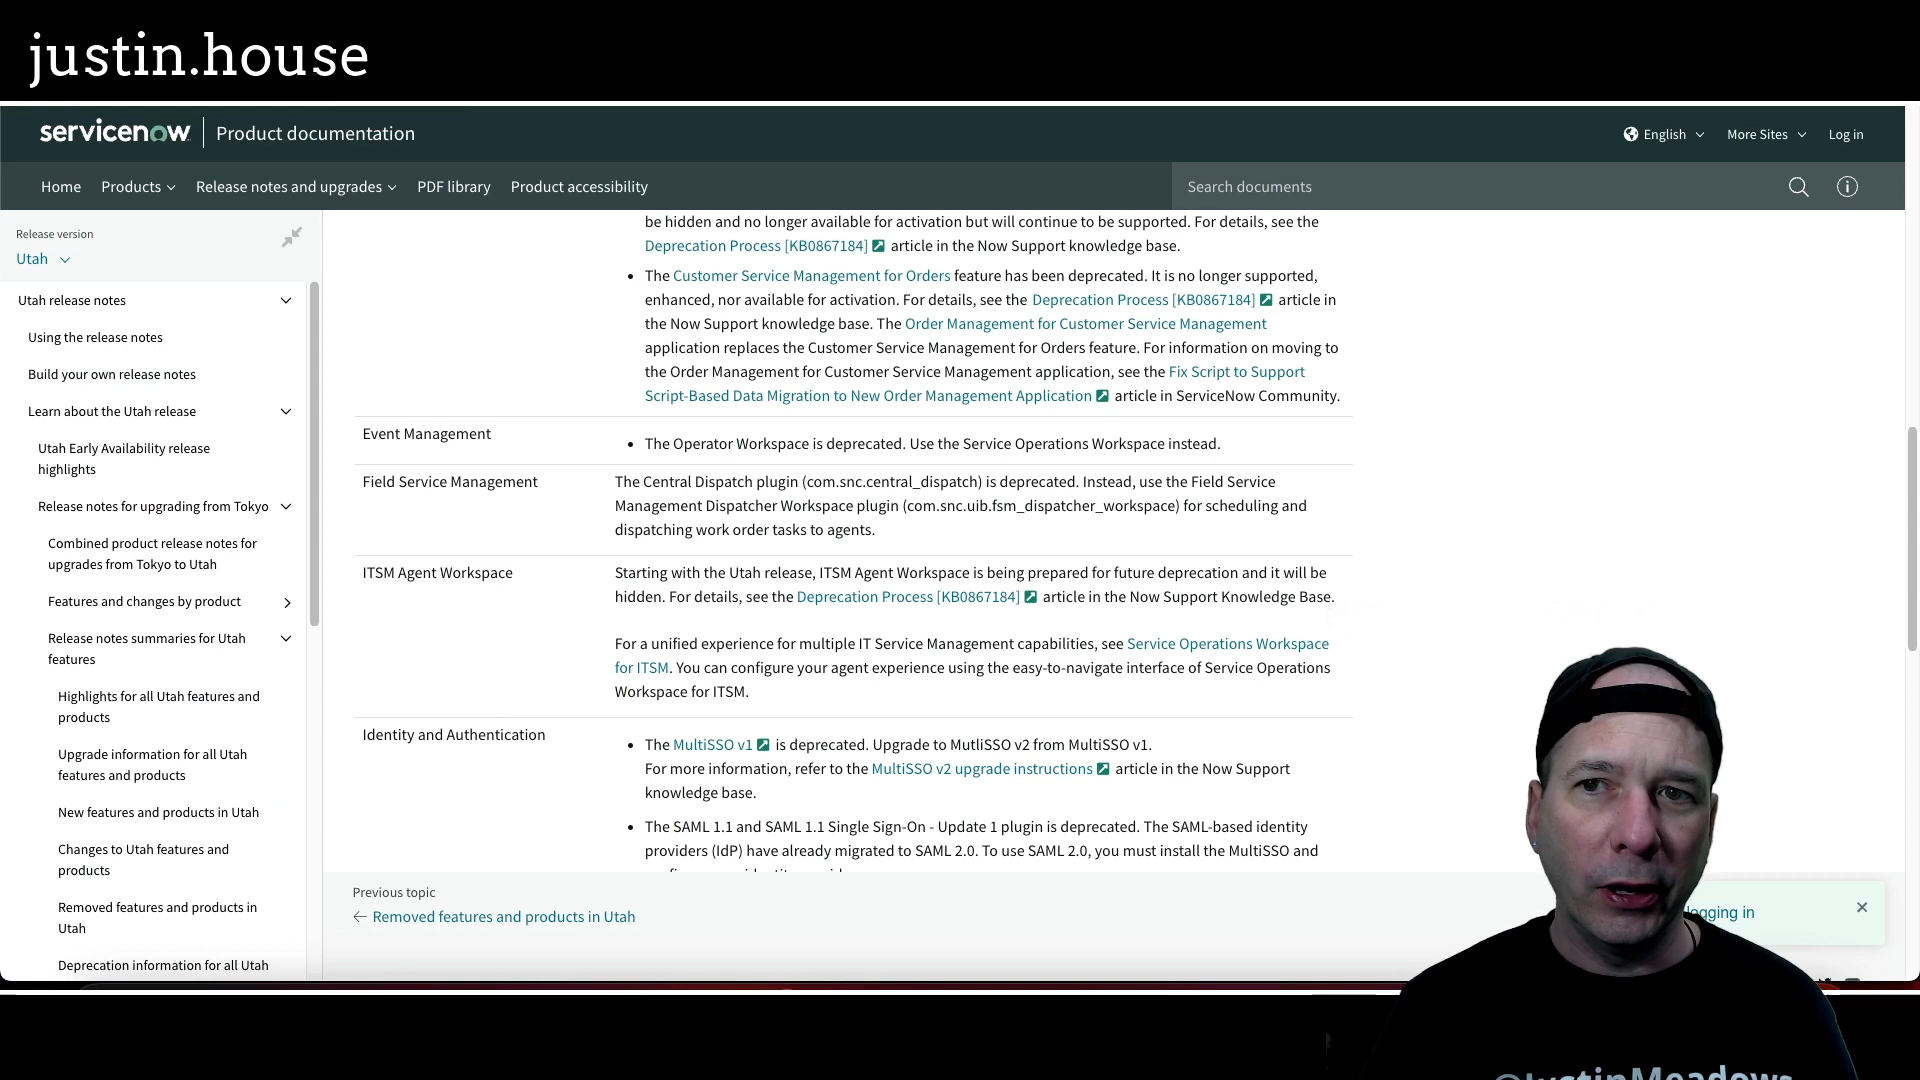 justin.house
servicenow Product documentation
English More Sites Log in
Home Products Release notes and upgrades PDF library Product accessibility Search documents
Release version
Utah
Utah release notes
Using the release notes
Build your own release notes
Learn about the Utah release
Utah Early Availability release
highlights
Release notes for upgrading from Tokyo
Combined product release notes for
upgrades from Tokyo to Utah
Features and changes by product
Release notes summaries for Utah
features
Highlights for all Utah features and
products
Upgrade information for all Utah
features and products
New features and products in Utah
Changes to Utah features and
products
Removed features and products in
Utah
Deprecation information for all Utah
be hidden and no longer available for activation but will continue to be supported. For details, see the
Deprecation Process [KB0867184] article in the Now Support knowledge base.
• The Customer Service Management for Orders feature has been deprecated. It is no longer supported,
enhanced, nor available for activation. For details, see the Deprecation Process [KB0867184] article in
the Now Support knowledge base. The Order Management for Customer Service Management
application replaces the Customer Service Management for Orders feature. For information on moving to
the Order Management for Customer Service Management application, see the Fix Script to Support
Script-Based Data Migration to New Order Management Application article in ServiceNow Community.
Event Management
• The Operator Workspace is deprecated. Use the Service Operations Workspace instead.
Field Service Management
The Central Dispatch plugin (com.snc.central_dispatch) is deprecated. Instead, use the Field Service
Management Dispatcher Workspace plugin (com.snc.uib.fsm_dispatcher_workspace) for scheduling and
dispatching work order tasks to agents.
ITSM Agent Workspace
Starting with the Utah release, ITSM Agent Workspace is being prepared for future deprecation and it will be
hidden. For details, see the Deprecation Process [KB0867184] article in the Now Support Knowledge Base.
For a unified experience for multiple IT Service Management capabilities, see Service Operations Workspace
for ITSM. You can configure your agent experience using the easy-to-navigate interface of Service Operations
Workspace for ITSM.
Identity and Authentication
• The MultiSSO v1 is deprecated. Upgrade to MutliSSO v2 from MultiSSO v1.
For more information, refer to the MultiSSO v2 upgrade instructions article in the Now Support
knowledge base.
• The SAML 1.1 and SAML 1.1 Single Sign-On - Update 1 plugin is deprecated. The SAML-based identity
providers (IdP) have already migrated to SAML 2.0. To use SAML 2.0, you must install the MultiSSO and
Previous topic
← Removed features and products in Utah
logging in
@JustinMeadows